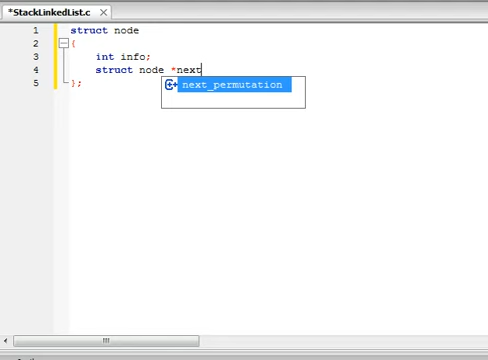 *StackLinkedList.c
1 struct node
2 {
3 int info;
4 struct node *next
next_permutation
5 };